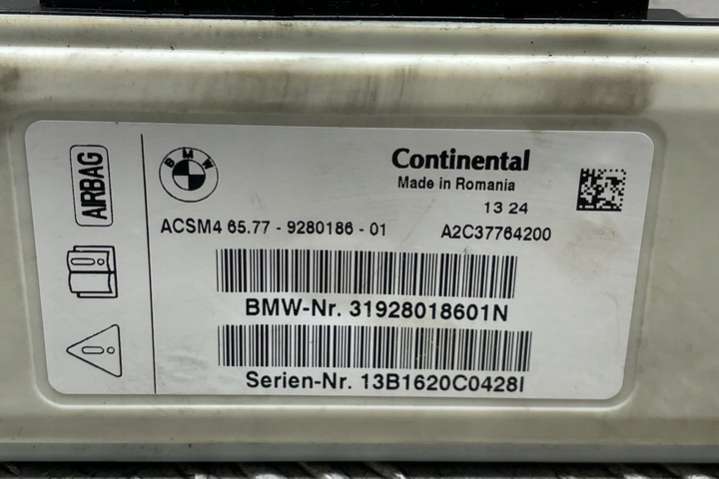 AIRBAG
BMW
Continental
Made in Romania
13 24
ACSM4 65.77 - 9280186 - 01 A2C37764200
BMW-Nr. 31928018601N
Serien-Nr. 13B1620C0428I